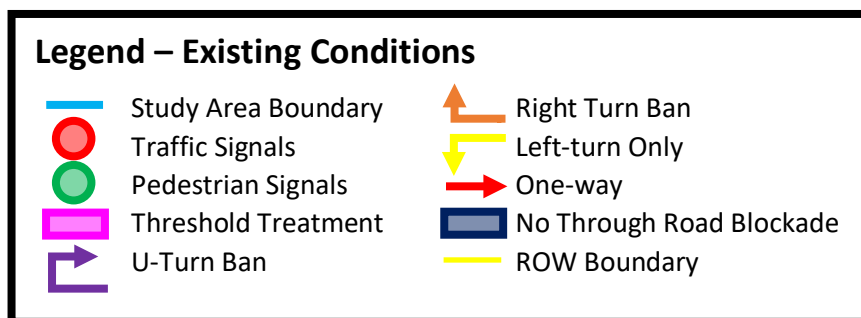 Legend – Existing Conditions
Study Area Boundary
Traffic Signals
Pedestrian Signals
Threshold Treatment
U-Turn Ban
Right Turn Ban
Left-turn Only
One-way
No Through Road Blockade
ROW Boundary